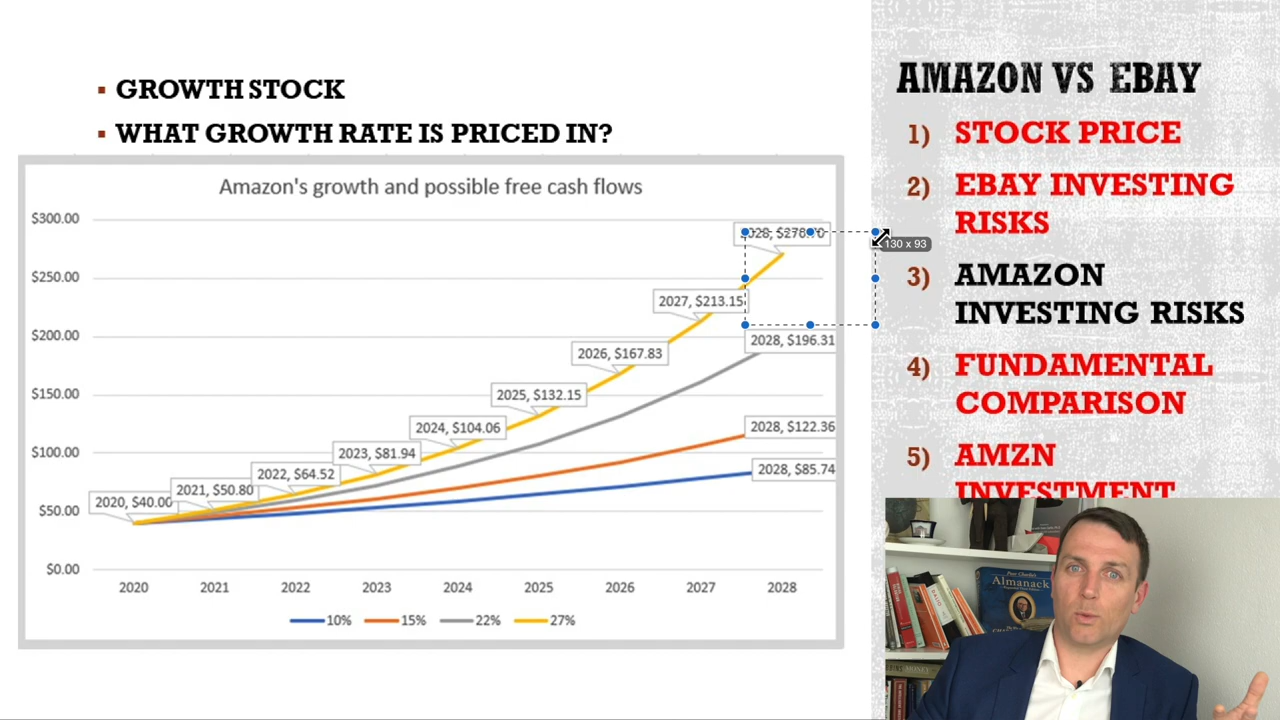 GROWTH STOCK
WHAT GROWTH RATE IS PRICED IN?
Amazon's growth and possible free cash flows
$300.00
$250.00
$200.00
$150.00
$100.00
$50.00
$0.00
2020, $40.00
2021, $50.80
2022, $64.52
2023, $81.94
2024, $104.06
2025, $132.15
2026, $167.83
2027, $213.15
2028, $196.31
2028, $122.36
2028, $85.74
2020 2021 2022 2023 2024 2025 2026 2027 2028
10% 15% 22% 27%
130 x 93
AMAZON VS EBAY
1) STOCK PRICE
2) EBAY INVESTING
RISKS
3) AMAZON
INVESTING RISKS
4) FUNDAMENTAL
COMPARISON
5) AMZN
INVESTMENT
Almanack